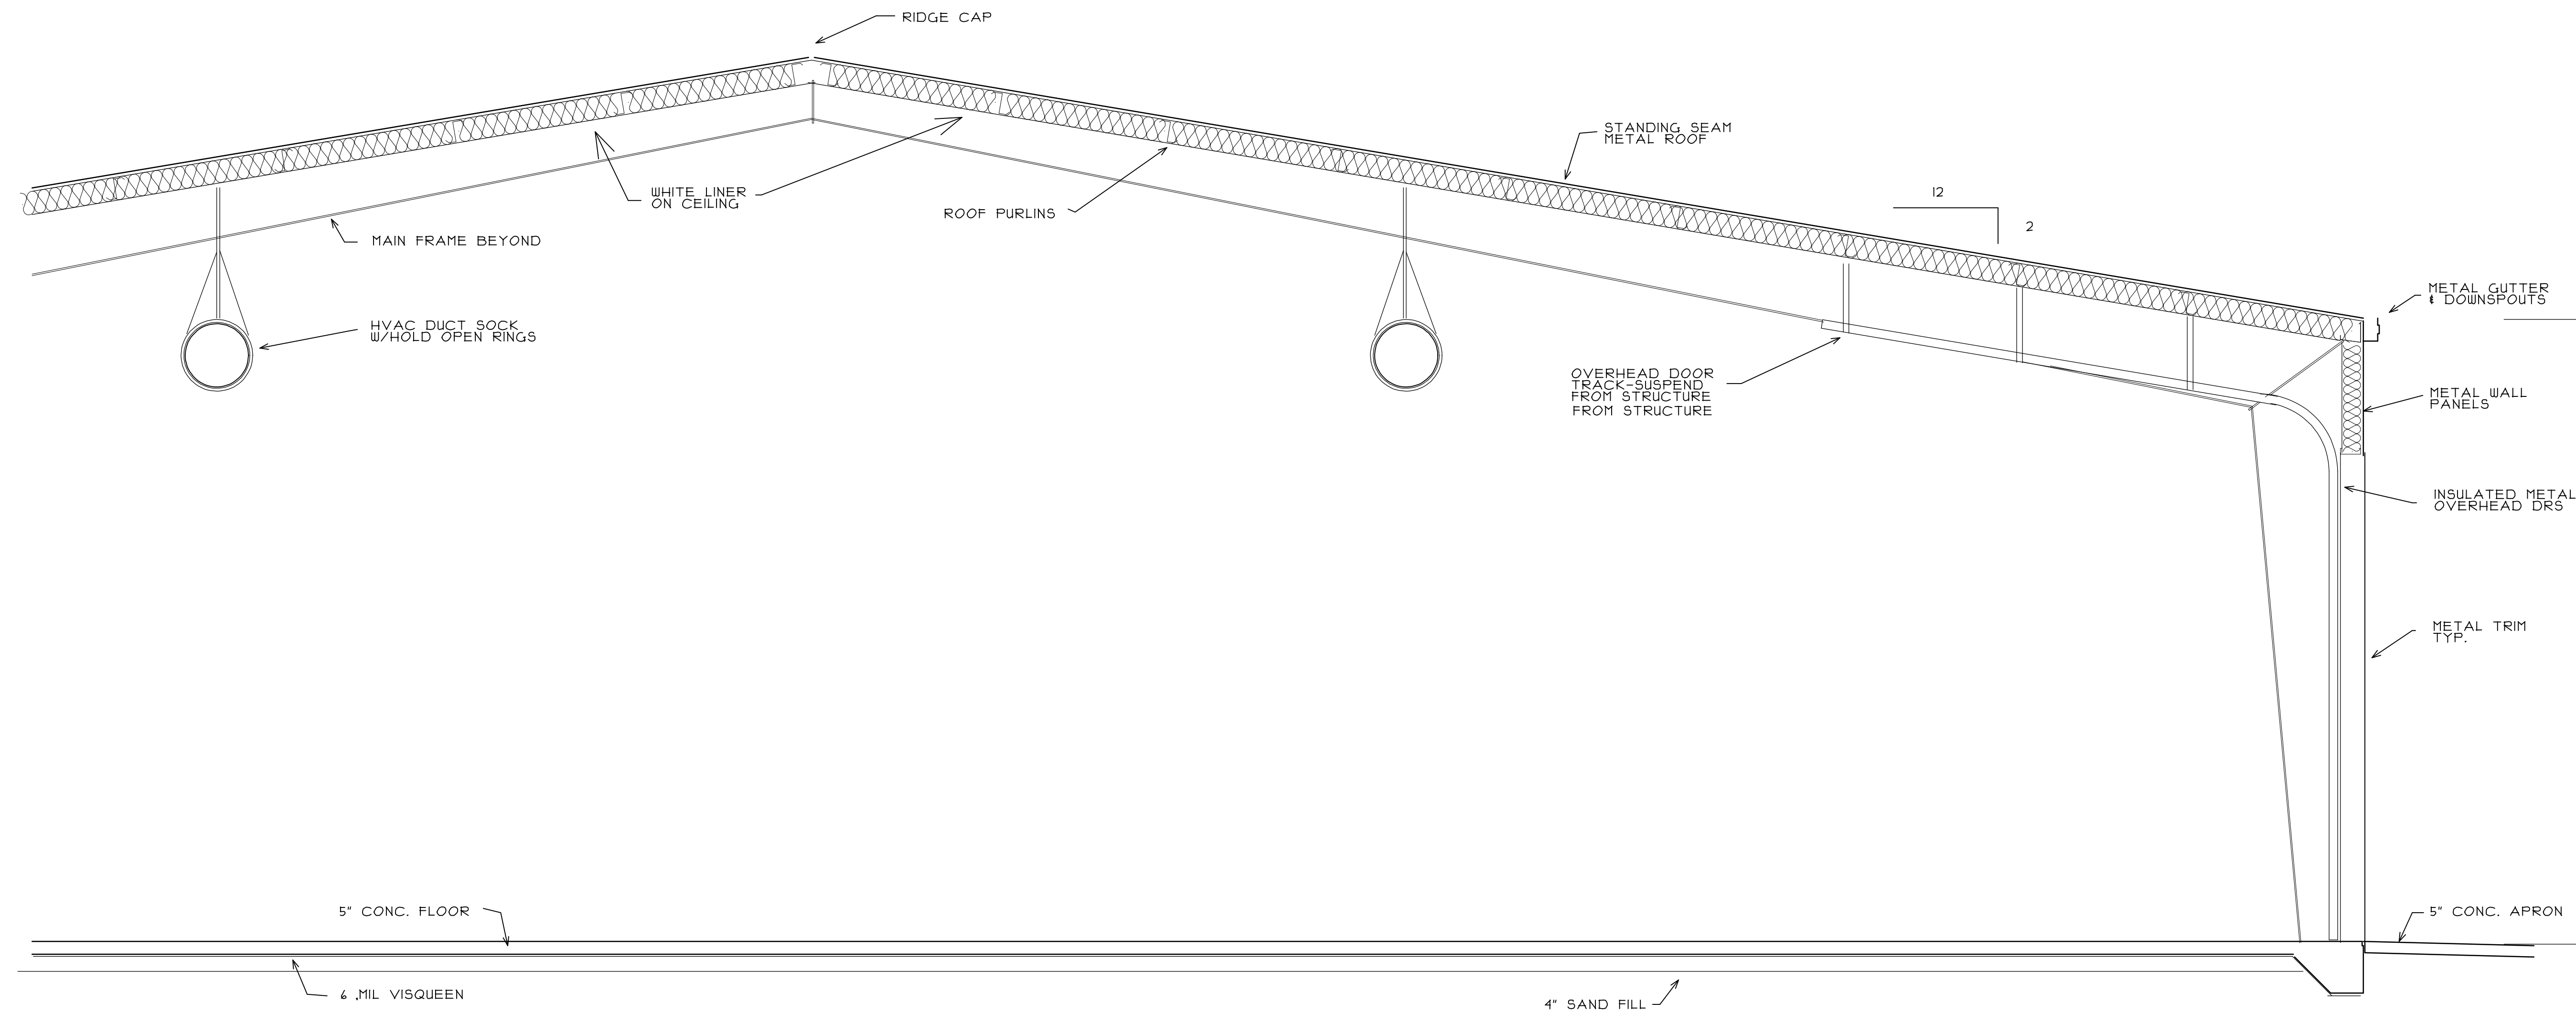 RIDGE CAP
STANDING SEAM
METAL ROOF
12
2
WHITE LINER
ON CEILING
ROOF PURLINS
MAIN FRAME BEYOND
METAL GUTTER
& DOWNSPOUTS
HVAC DUCT SOCK
W/HOLD OPEN RINGS
OVERHEAD DOOR
TRACK-SUSPEND
FROM STRUCTURE
FROM STRUCTURE
METAL WALL
PANELS
INSULATED METAL
OVERHEAD DRS
METAL TRIM
TYP.
5" CONC. FLOOR
5" CONC. APRON
6 .MIL VISQUEEN
4" SAND FILL